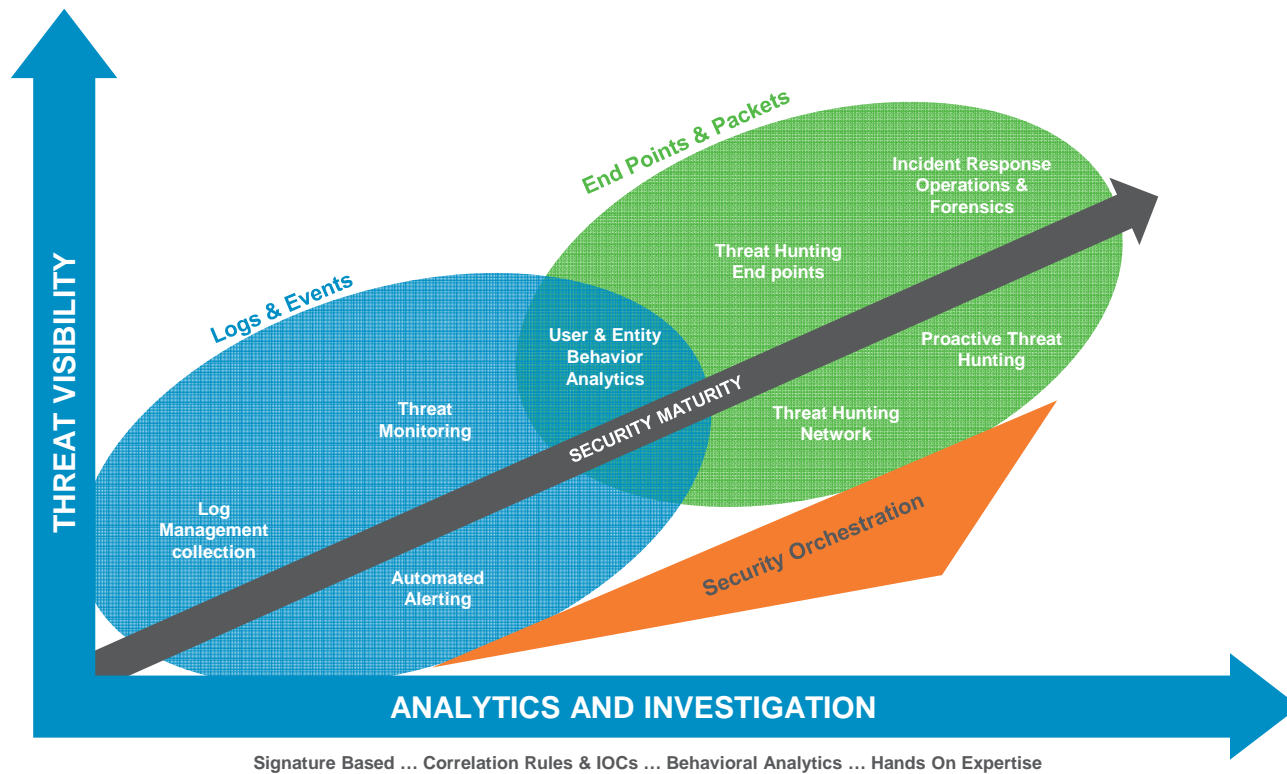 End Points & Packets
Incident Response
Operations &
Forensics
Threat Hunting
End points
Logs & Events
THREAT VISIBILITY
User & Entity
Behavior
Analytics
Proactive Threat
Hunting
SECURITY MATURITY
Threat
Monitoring
Threat Hunting
Network
Log
Management
collection
Security Orchestration
Automated
Alerting
ANALYTICS AND INVESTIGATION
Signature Based … Correlation Rules & IOCs … Behavioral Analytics … Hands On Expertise